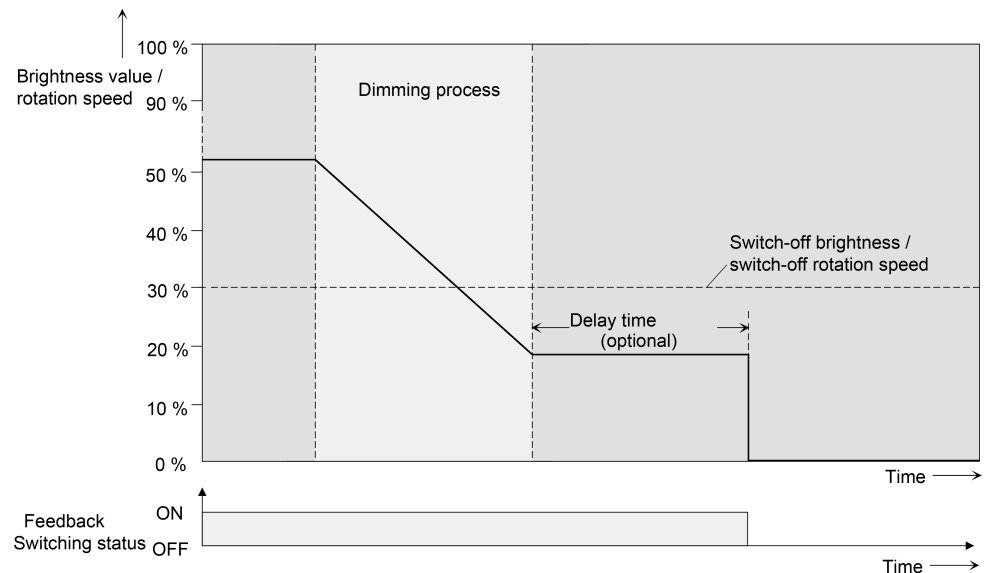 100 %
Brightness value /
rotation speed
90 %
Dimming process
50 %
40 %
Switch-off brightness /
switch-off rotation speed
30 %
Delay time
(optional)
20 %
10 %
0 %
Time
ON
Feedback
Switching status
OFF
Time